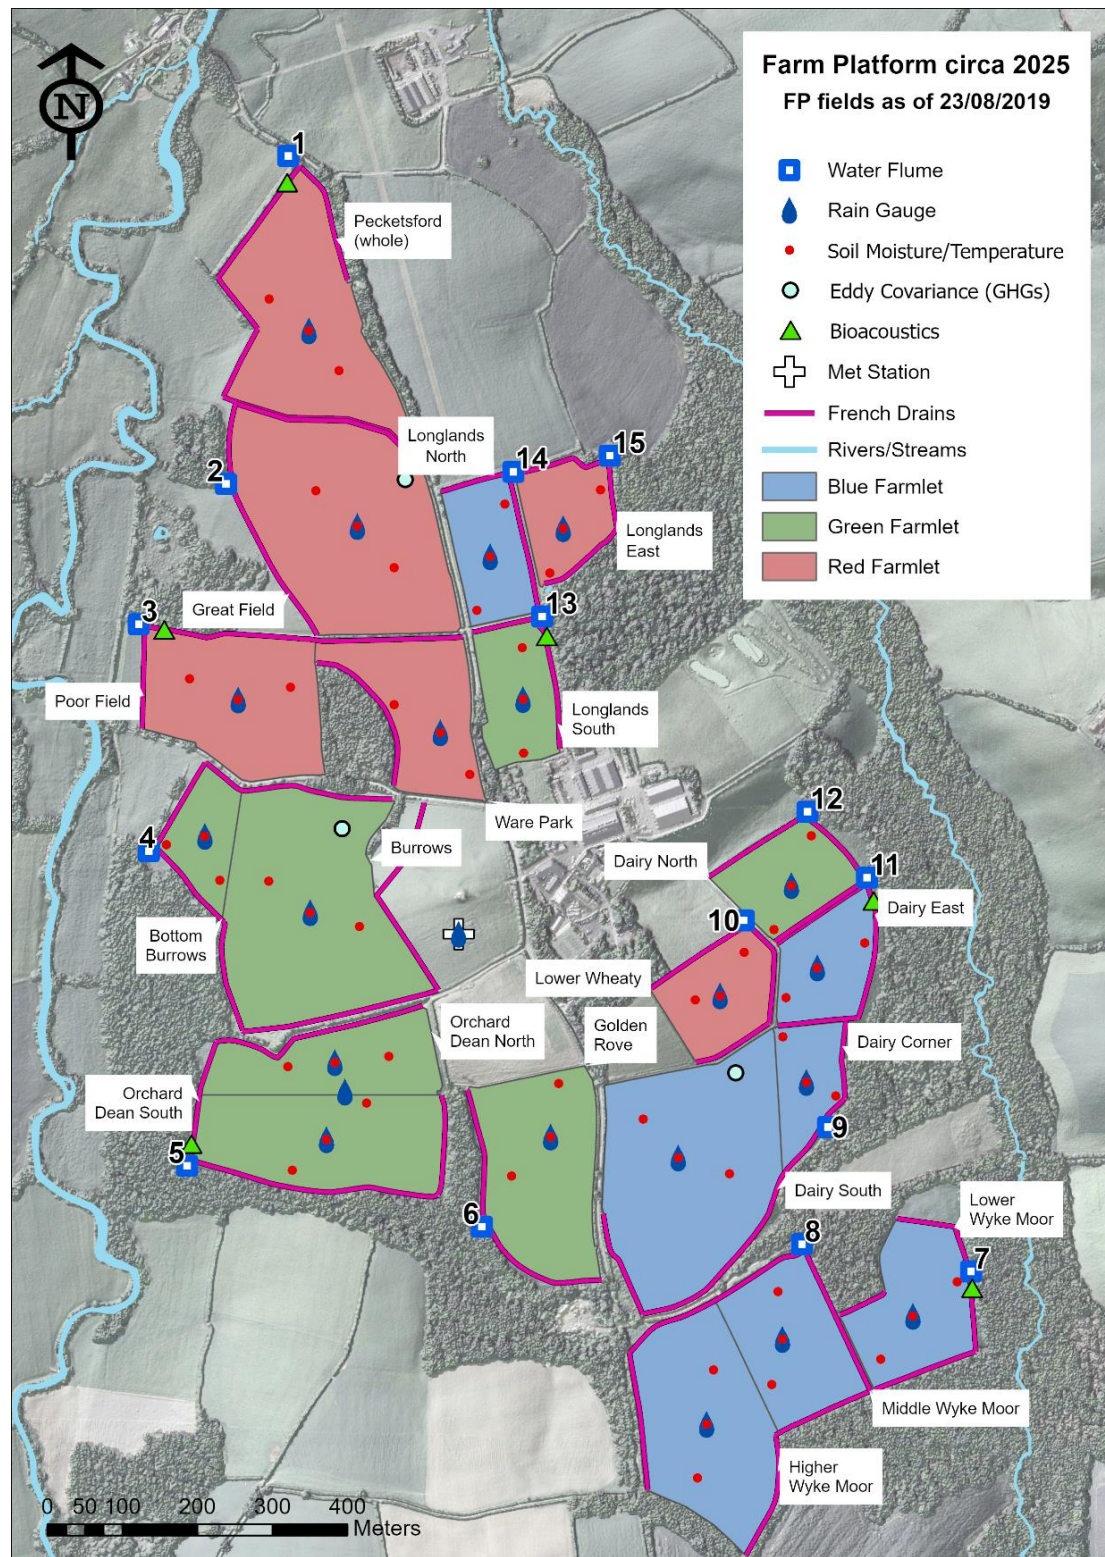 Farm Platform circa 2025
FP fields as of 23/08/2019
Water Flume
Rain Gauge
Soil Moisture/Temperature
Eddy Covariance (GHGs)
Bioacoustics
Met Station
French Drains
Rivers/Streams
Blue Farmlet
Green Farmlet
Red Farmlet
N
1
Pecketsford
(whole)
Longlands
North
14
15
2
Longlands
East
Great Field
13
3
Poor Field
Longlands
South
Ware Park
12
4
Burrows
Dairy North
11
Dairy East
10
Bottom
Burrows
Lower Wheaty
Golden
Rove
Orchard
Dean North
Dairy Corner
Orchard
Dean South
9
5
Dairy South
Lower
Wyke Moor
6
8
7
Middle Wyke Moor
Higher
Wyke Moor
0 50 100 200 300 400
Meters